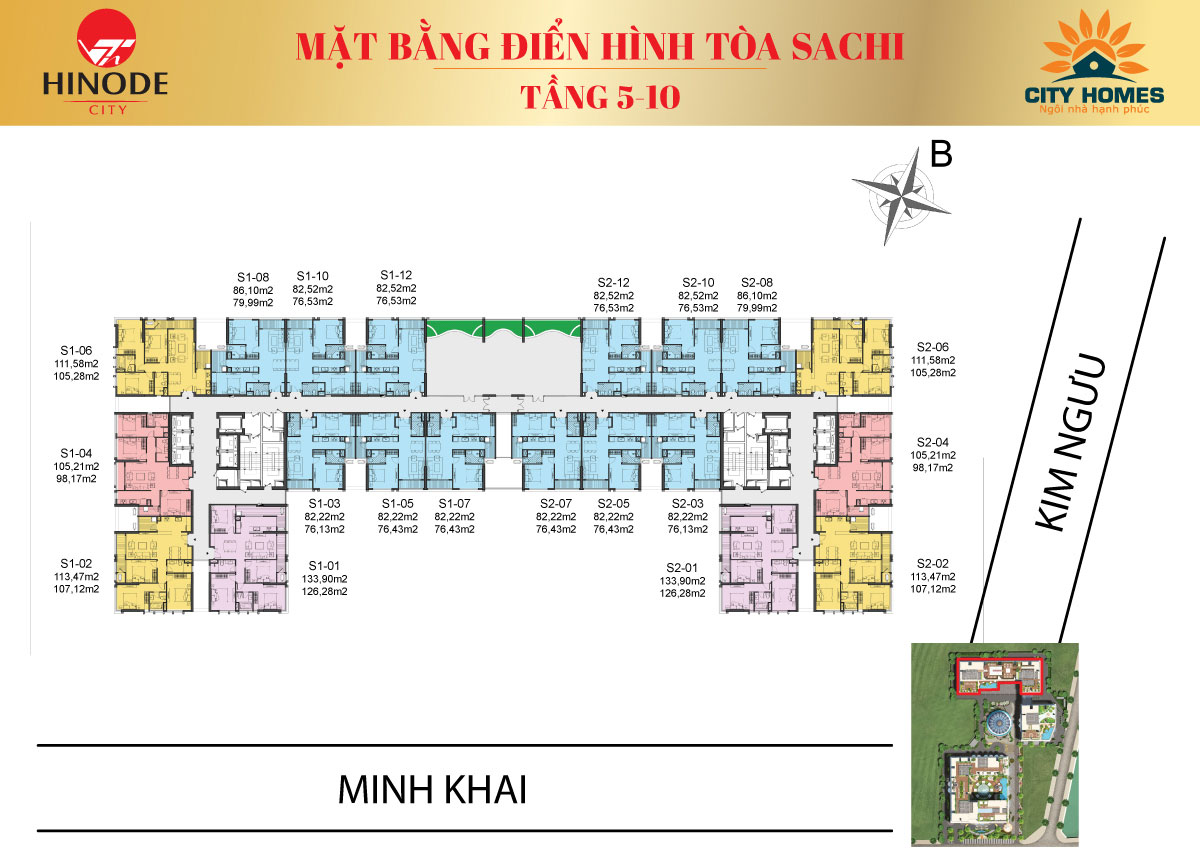 HINODE
CITY
MẶT BẰNG ĐIỂN HÌNH TÒA SACHI
TẦNG 5-10
CITY HOMES
Ngôi nhà hạnh phúc
B
S1-08
86,10m2
79,99m2
S1-10
82,52m2
76,53m2
S1-12
82,52m2
76,53m2
S2-12
82,52m2
76,53m2
S2-10
82,52m2
76,53m2
S2-08
86,10m2
79,99m2
S1-06
111,58m2
105,28m2
S2-06
111,58m2
105,28m2
S1-04
105,21m2
98,17m2
S2-04
105,21m2
98,17m2
S1-03
82,22m2
76,13m2
S1-05
82,22m2
76,43m2
S1-07
82,22m2
76,43m2
S2-07
82,22m2
76,43m2
S2-05
82,22m2
76,43m2
S2-03
82,22m2
76,13m2
S1-02
113,47m2
107,12m2
S1-01
133,90m2
126,28m2
S2-01
133,90m2
126,28m2
S2-02
113,47m2
107,12m2
KIM NGƯU
MINH KHAI